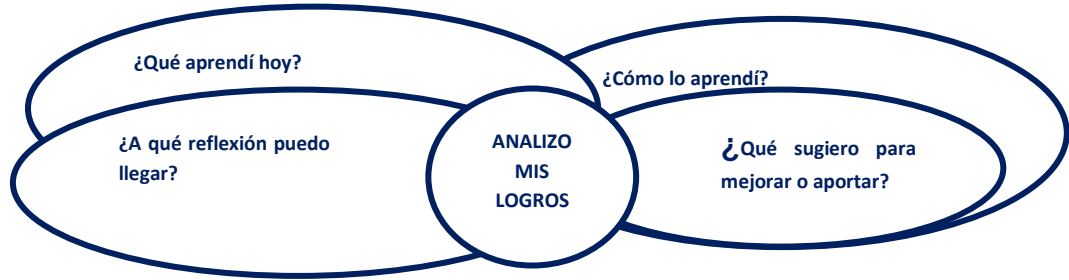 ¿Qué aprendí hoy?
¿Cómo lo aprendí?
¿A qué reflexión puedo
llegar?
ANALIZO
MIS
LOGROS
¿Qué sugiero para
mejorar o aportar?